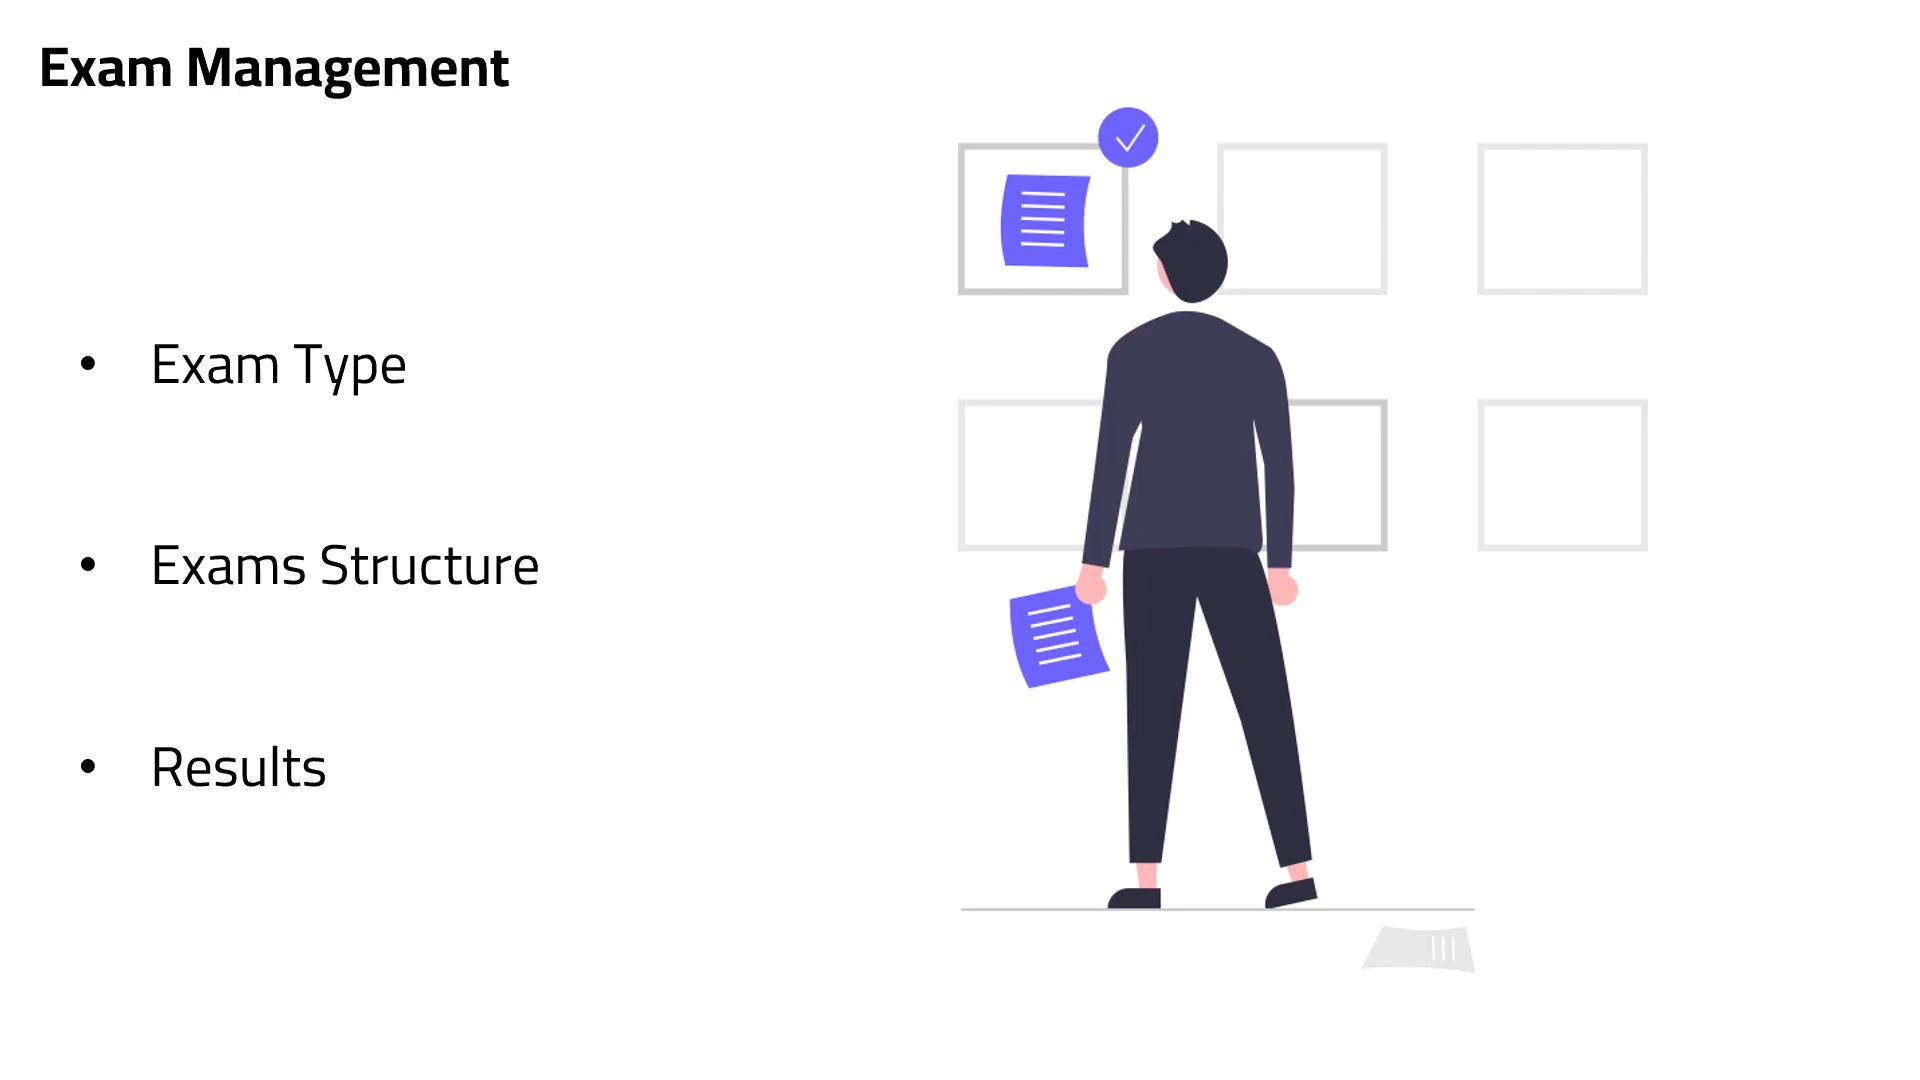 Exam Management
• Exam Type
• Exams Structure
• Results